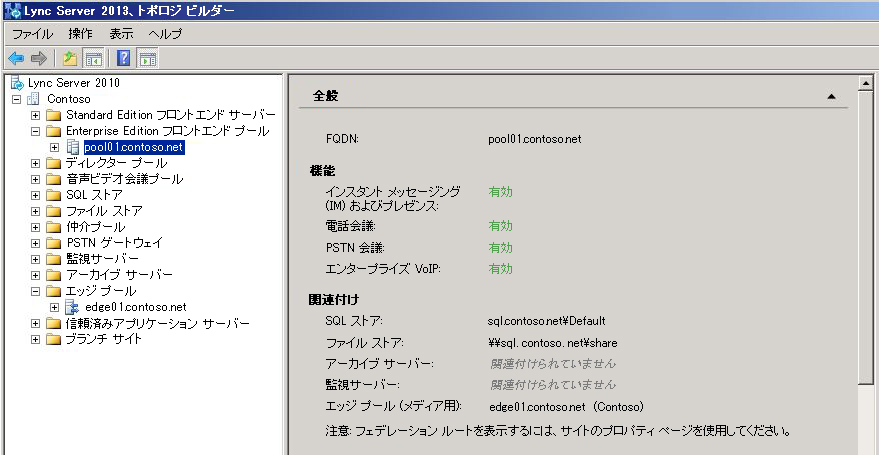 Lync Server 2013、トポロジ ビルダー
ファイル 操作 表示 ヘルプ
Lync Server 2010
Contoso
Standard Edition フロントエンド サーバー
Enterprise Edition フロントエンド プール
pool01.contoso.net
ディレクター プール
音声ビデオ会議プール
SQL ストア
ファイル ストア
仲介プール
PSTN ゲートウェイ
監視サーバー
アーカイブ サーバー
エッジ プール
edge01.contoso.net
信頼済みアプリケーション サーバー
ブランチ サイト
全般
FQDN: pool01.contoso.net
機能
インスタント メッセージング 有効
(IM) およびプレゼンス:
電話会議: 有効
PSTN 会議: 有効
エンタープライズ VoIP: 有効
関連付け
SQL ストア: sql.contoso.net¥Default
ファイル ストア: ¥¥sql.contoso.net¥share
アーカイブ サーバー: 関連付けられていません
監視サーバー: 関連付けられていません
エッジ プール (メディア用): edge01.contoso.net (Contoso)
注意: フェデレーション ルートを表示するには、サイトのプロパティ ページを使用してください。